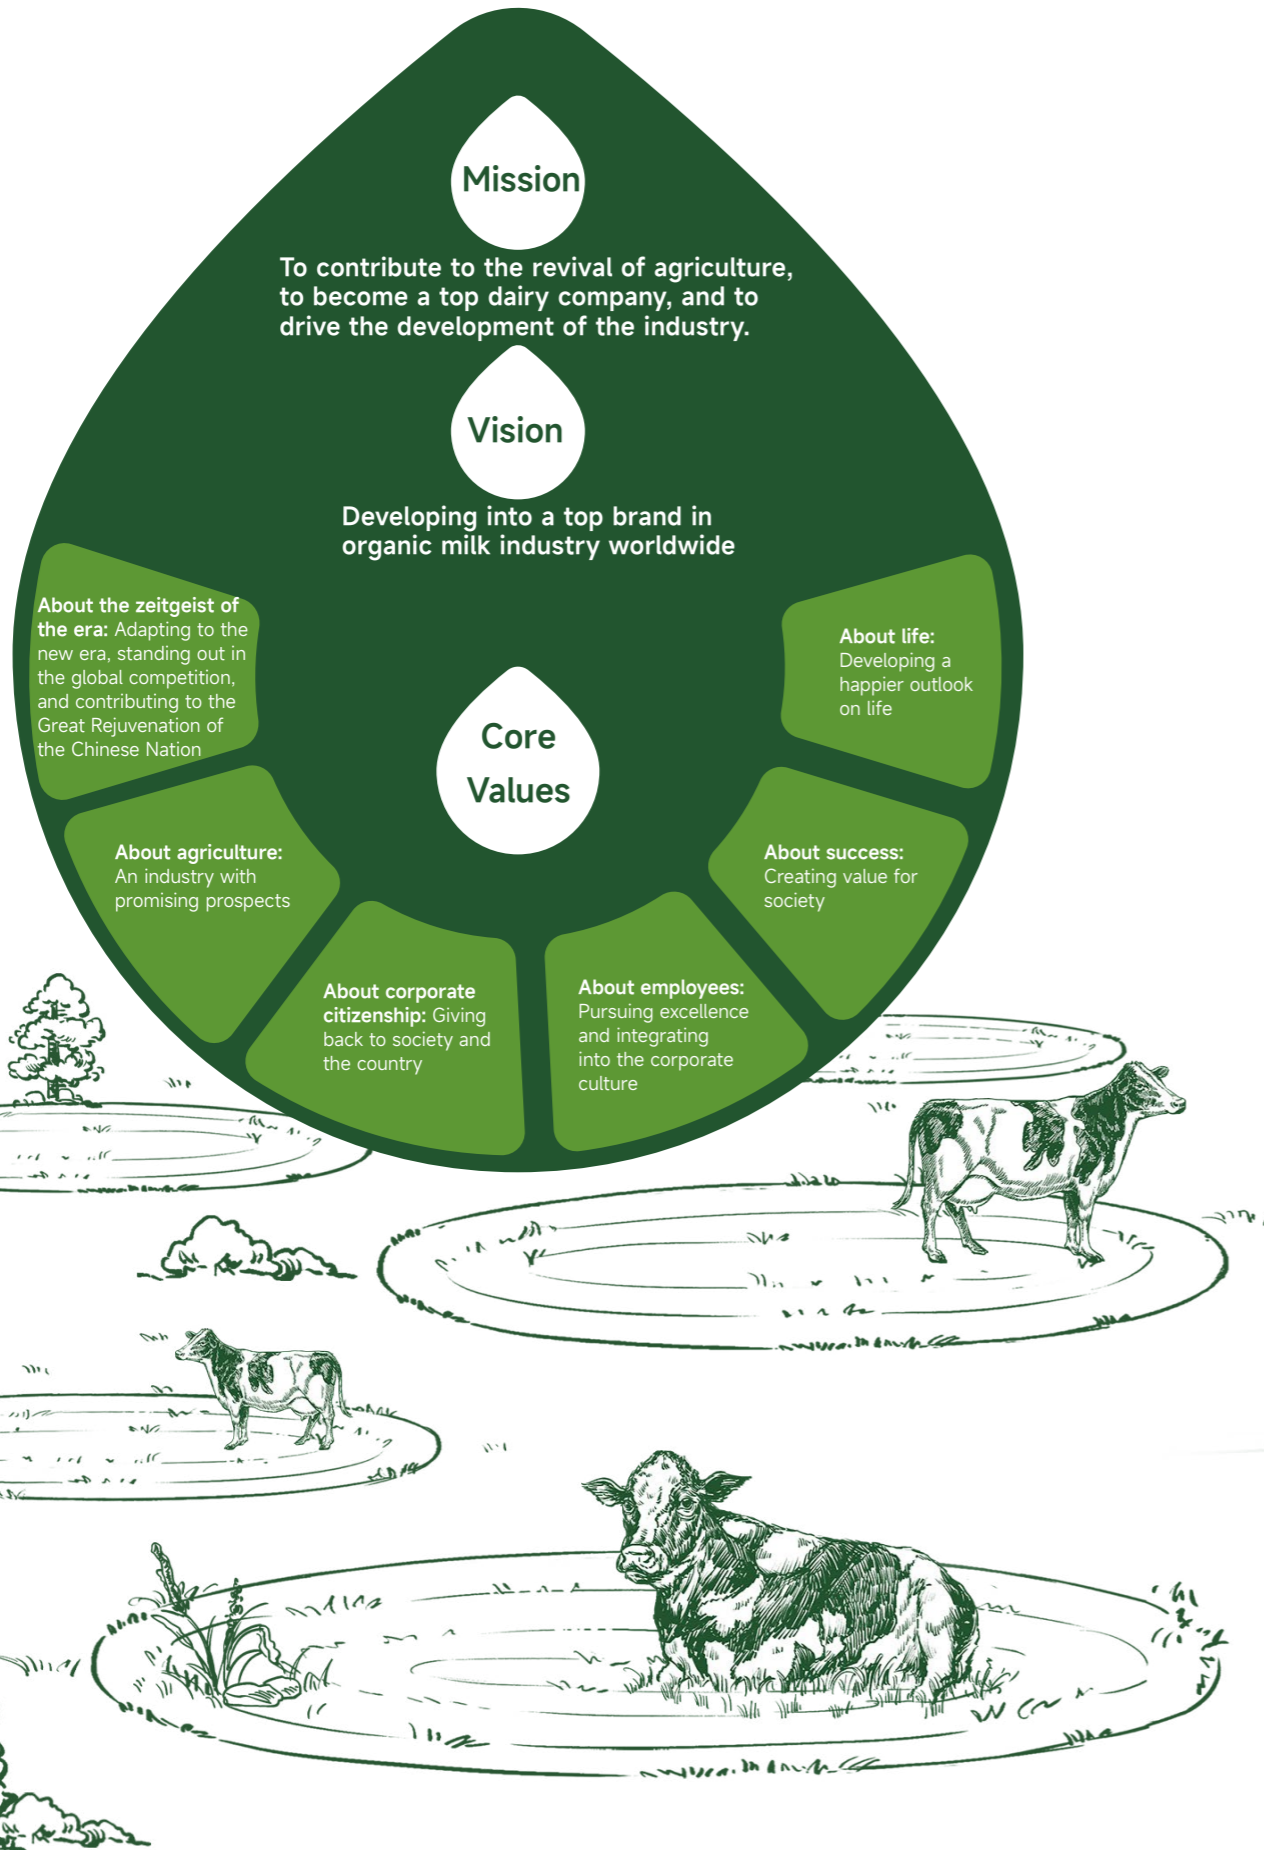 Mission
To contribute to the revival of agriculture,
to become a top dairy company, and to
drive the development of the industry.
Vision
Developing into a top brand in
organic milk industry worldwide
Core
Values
About the zeitgeist of
the era: Adapting to the
new era, standing out in
the global competition,
and contributing to the
Great Rejuvenation of
the Chinese Nation
About agriculture:
An industry with
promising prospects
About corporate
citizenship: Giving
back to society and
the country
About employees:
Pursuing excellence
and integrating
into the corporate
culture
About success:
Creating value for
society
About life:
Developing a
happier outlook
on life